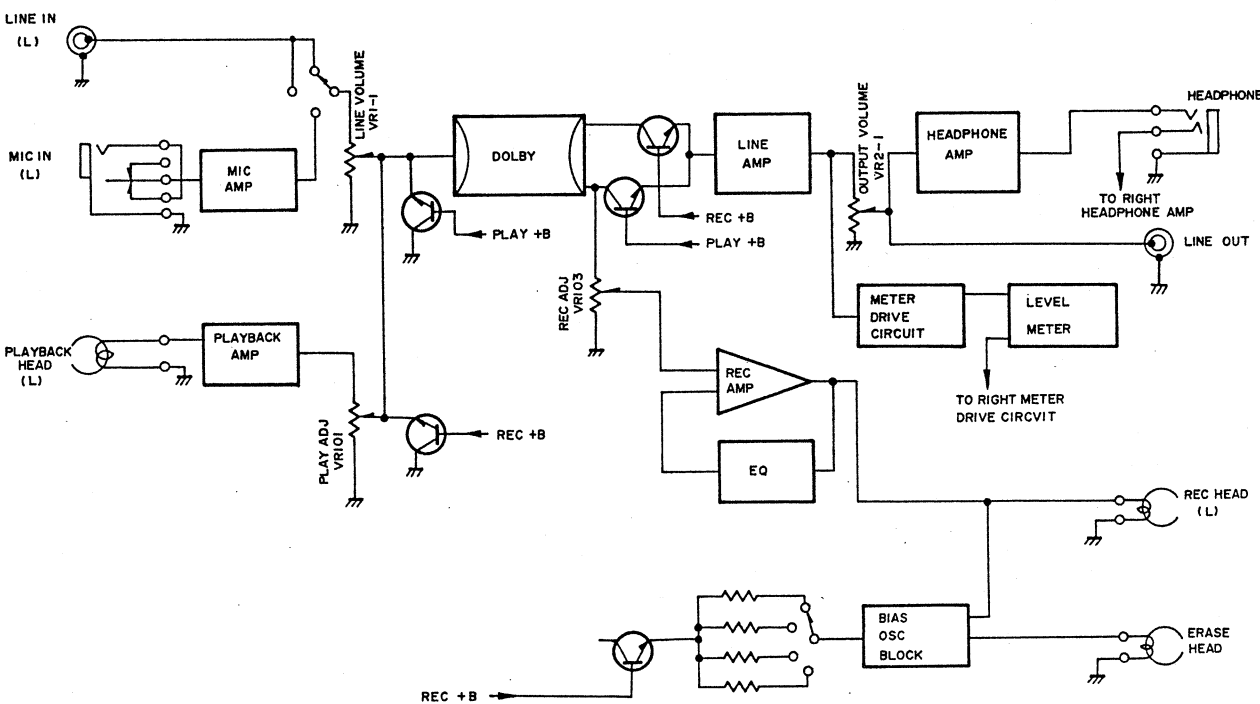 LINE IN
(L)
LINE VOLUME
VR1-1
MIC IN
(L)
MIC
AMP
DOLBY
LINE
AMP
OUTPUT VOLUME
VR2-1
HEADPHONE
AMP
HEADPHONE
TO RIGHT
HEADPHONE AMP
REC +B
PLAY +B
PLAY +B
LINE OUT
REC ADJ
VR103
METER
DRIVE
CIRCUIT
LEVEL
METER
PLAYBACK
HEAD
(L)
PLAYBACK
AMP
REC
AMP
TO RIGHT METER
DRIVE CIRCVIT
PLAY ADJ
VR101
REC +B
EQ
REC HEAD
(L)
BIAS
OSC
BLOCK
ERASE
HEAD
REC +B